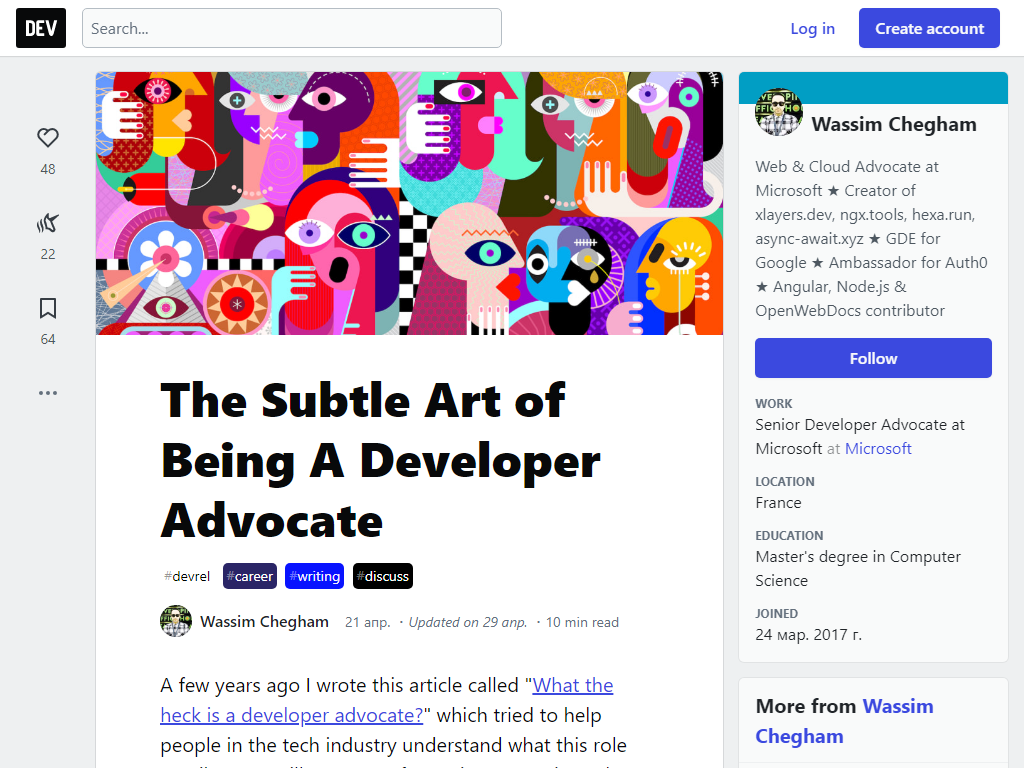 DEV
Search...
Log in
Create account
48
22
64
The Subtle Art of
Being A Developer
Advocate
#devrel #career #writing #discuss
Wassim Chegham 21 апр. · Updated on 29 апр. · 10 min read
A few years ago I wrote this article called "What the
heck is a developer advocate?" which tried to help
people in the tech industry understand what this role
Wassim Chegham
Web & Cloud Advocate at
Microsoft ★ Creator of
xlayers.dev, ngx.tools, hexa.run,
async-await.xyz ★ GDE for
Google ★ Ambassador for Auth0
★ Angular, Node.js &
OpenWebDocs contributor
Follow
WORK
Senior Developer Advocate at
Microsoft at Microsoft
LOCATION
France
EDUCATION
Master's degree in Computer
Science
JOINED
24 мар. 2017 г.
More from Wassim
Chegham